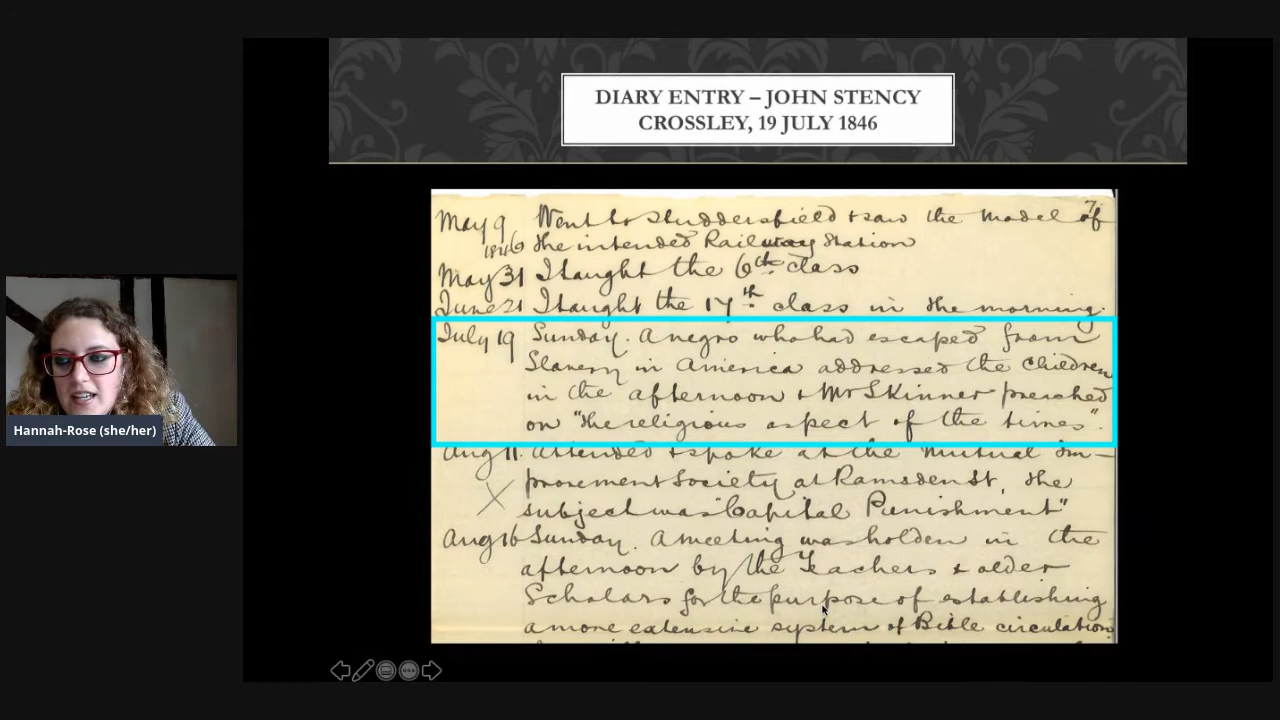 DIARY ENTRY – JOHN STENCY
CROSSLEY, 19 JULY 1846
7
May 9 Went to Huddersfield & saw the model of
1846 the intended Railway Station
May 31 I taught the 6th class
June 21 I taught the 17th class in the morning.
July 19 Sunday. A negro who had escaped from
Slavery in America addressed the children
in the afternoon & Mr Skinner preached
on "the religious aspect of the times".
Aug 11. Attended & spoke at the Mutual Im-
provement Society at Ramsden St, the
X subject was "Capital Punishment"
Aug 16 Sunday. A meeting was holden in the
afternoon by the Teachers & older
Scholars for the purpose of establishing
a more extensive system of Bible circulation
Hannah-Rose (she/her)